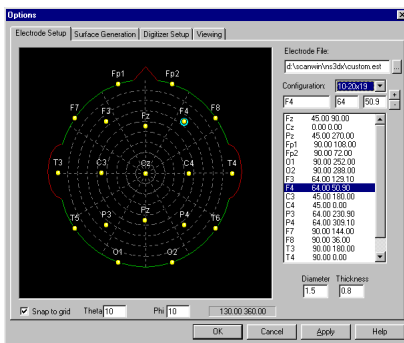 Options
Electrode Setup Surface Generation Digitizer Setup Viewing
Electrode File:
d:\scanwin\ns3dx\custom.est ...
Configuration: 10-20x19
F4 64 50.9 + -
Fz 45.00 90.00
Cz 0.00 0.00
Pz 45.00 270.00
Fp1 90.00 108.00
Fp2 90.00 72.00
O1 90.00 252.00
O2 90.00 288.00
F3 64.00 129.10
F4 64.00 50.90
C3 45.00 180.00
C4 45.00 0.00
P3 64.00 230.90
P4 64.00 309.10
F7 90.00 144.00
F8 90.00 36.00
T3 90.00 180.00
T4 90.00 0.00
Fp1 Fp2
F7 F3 Fz F4 F8
T3 C3 Cz C4 T4
T5 P3 Pz P4 T6
O1 O2
Diameter Thickness
1.5 0.8
Snap to grid Theta 10 Phi 10 130.00 360.00
OK Cancel Apply Help